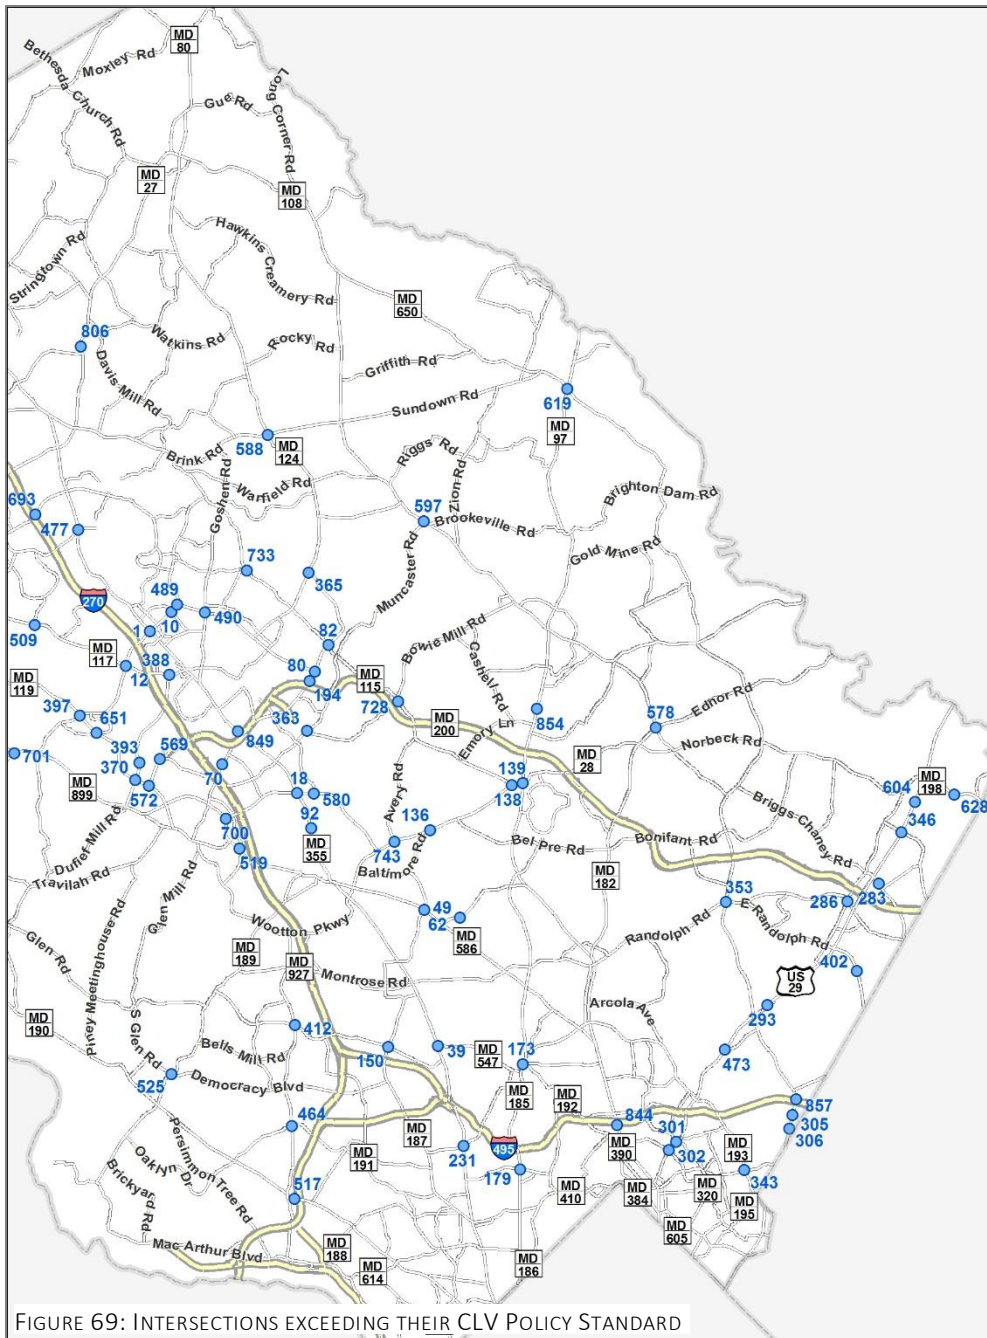 MD
80
Moxley Rd
Bethesda Church Rd
Gue Rd
Long Corner Rd
MD
27
MD
108
Hawkins Creamery Rd
Stringtown Rd
MD
650
806
Watkins Rd
Rocky Rd
Davis Mill Rd
Griffith Rd
Sundown Rd
619
MD
97
588
MD
124
Brink Rd
Goshen Rd
Warfield Rd
Riggs Rd
Zion Rd
Brighton Dam Rd
693
477
597
Brookeville Rd
Gold Mine Rd
733
365
Muncaster Rd
270
489
10
490
1
509
82
Bowie Mill Rd
Cashell Rd
MD
117
388
12
80
194
MD
115
MD
119
728
Ednor Rd
397
651
363
MD
200
Emory Ln
854
578
Norbeck Rd
701
393
569
849
MD
28
370
70
139
138
MD
198
604
628
MD
899
572
18
580
Avery Rd
136
Briggs Chaney Rd
346
92
700
MD
355
743
Baltimore Rd
Bel Pre Rd
Bonifant Rd
Dufief Mill Rd
519
Travilah Rd
MD
182
Glen Mill Rd
353
286
283
49
62
Wootton Pkwy
MD
586
Randolph Rd
E Randolph Rd
Piney Meetinghouse Rd
Glen Rd
MD
189
MD
927
Montrose Rd
402
US
29
MD
190
Arcola Ave
293
S Glen Rd
412
Bells Mill Rd
150
39
MD
547
173
473
525
Democracy Blvd
MD
185
MD
192
857
464
MD
187
844
301
305
306
Persimmon Tree Rd
MD
191
231
495
MD
390
302
MD
193
Oaklyn Dr
179
343
Brickyard Rd
517
MD
410
MD
384
MD
320
MD
195
MD
605
Mac Arthur Blvd
MD
188
MD
614
MD
186
FIGURE 69: INTERSECTIONS EXCEEDING THEIR CLV POLICY STANDARD